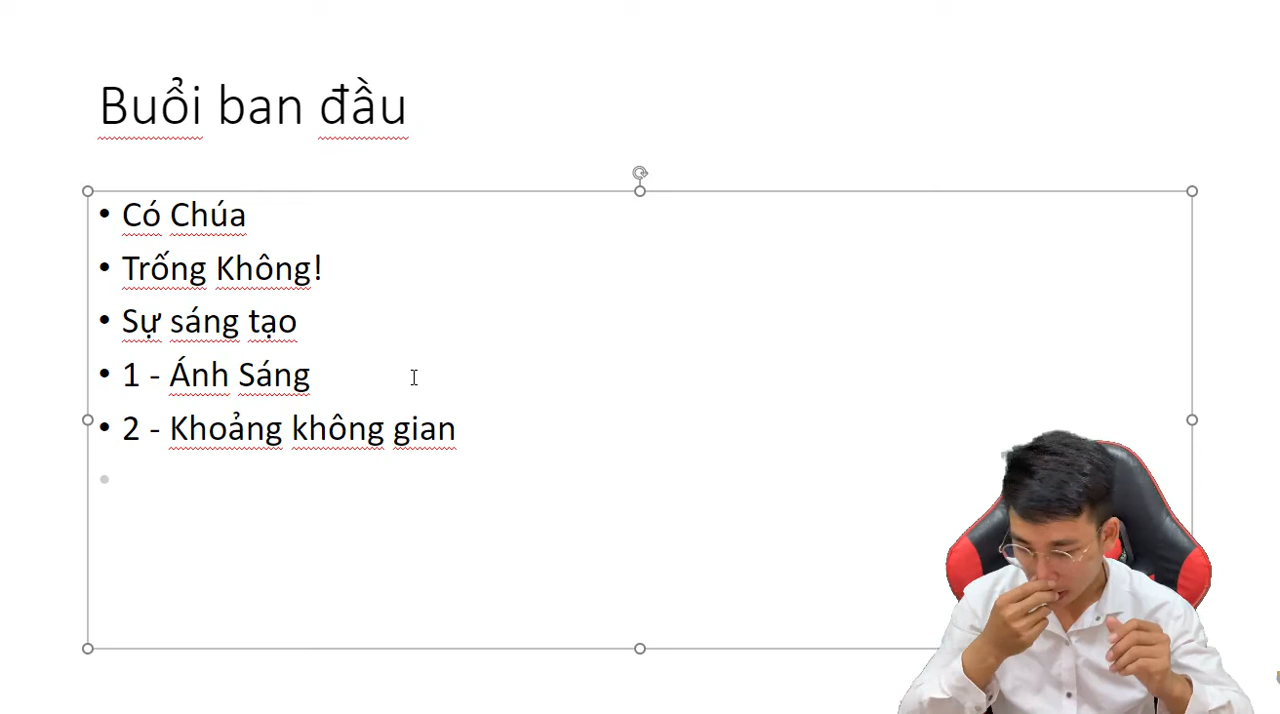 Buổi ban đầu
• Có Chúa
• Trống Không!
• Sự sáng tạo
• 1 - Ánh Sáng
• 2 - Khoảng không gian